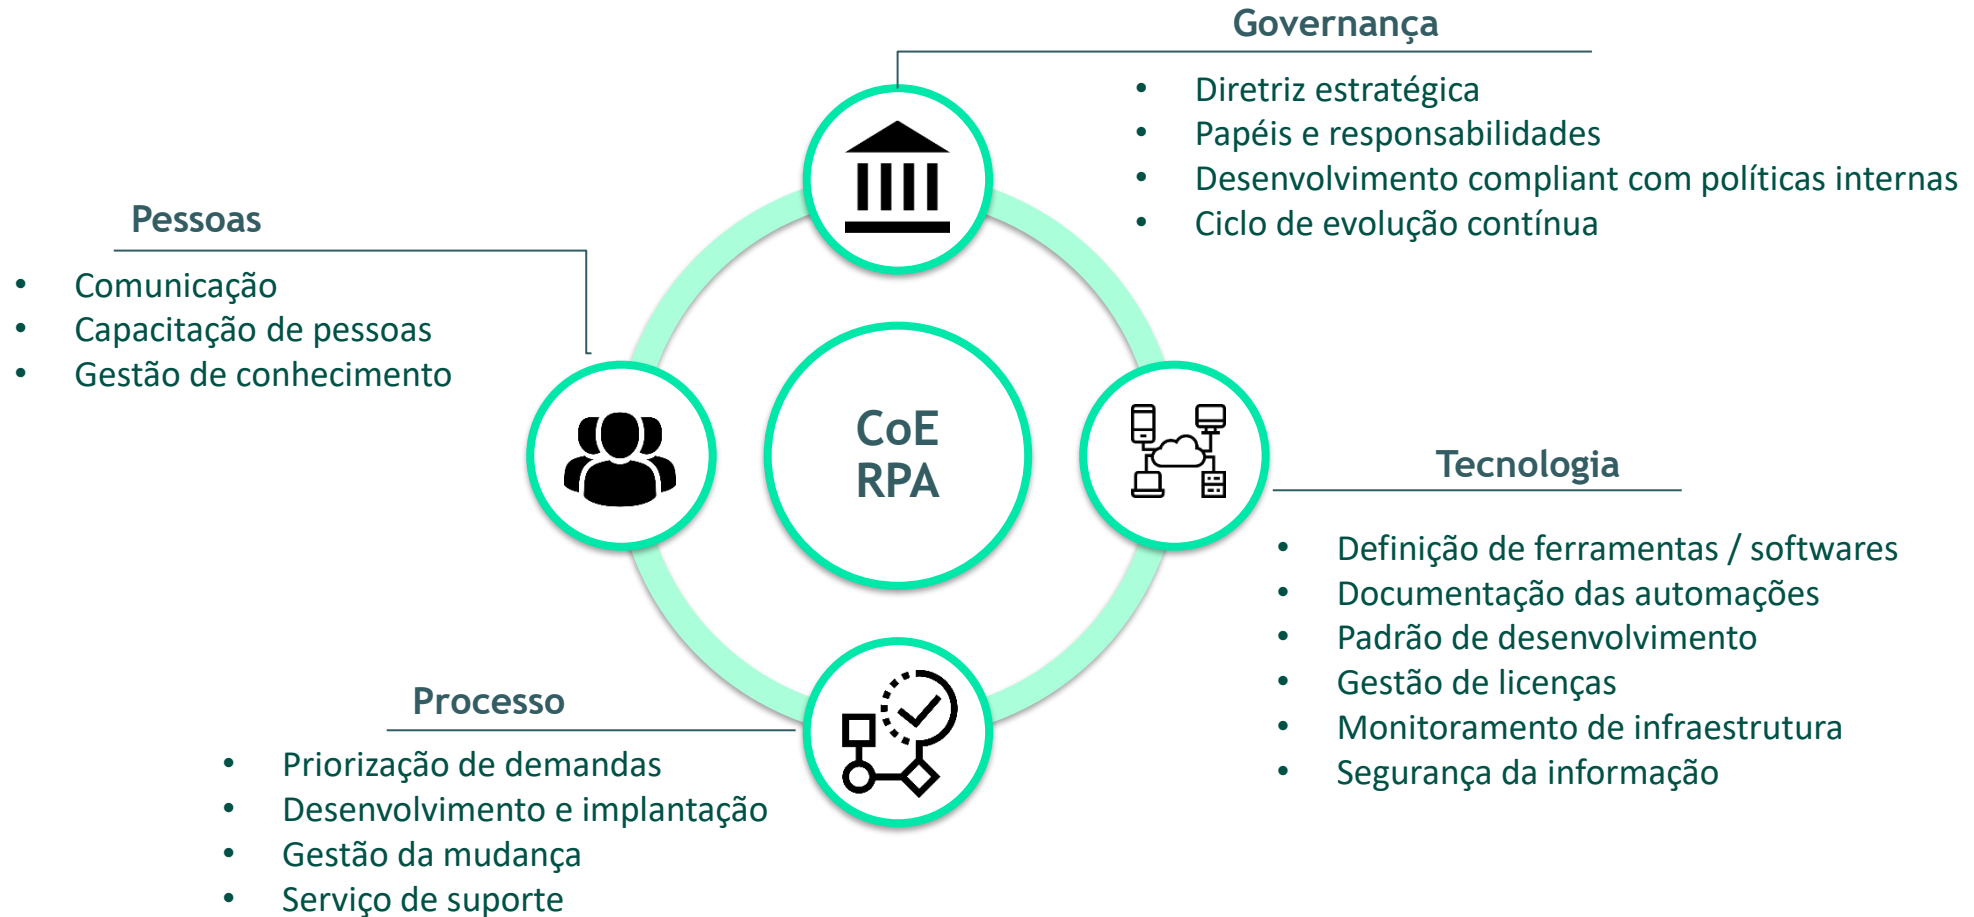 Governança
• Diretriz estratégica
• Papéis e responsabilidades
• Desenvolvimento compliant com políticas internas
• Ciclo de evolução contínua
Pessoas
• Comunicação
• Capacitação de pessoas
• Gestão de conhecimento
CoE
RPA
Tecnologia
• Definição de ferramentas / softwares
• Documentação das automações
• Padrão de desenvolvimento
• Gestão de licenças
• Monitoramento de infraestrutura
• Segurança da informação
Processo
• Priorização de demandas
• Desenvolvimento e implantação
• Gestão da mudança
• Serviço de suporte